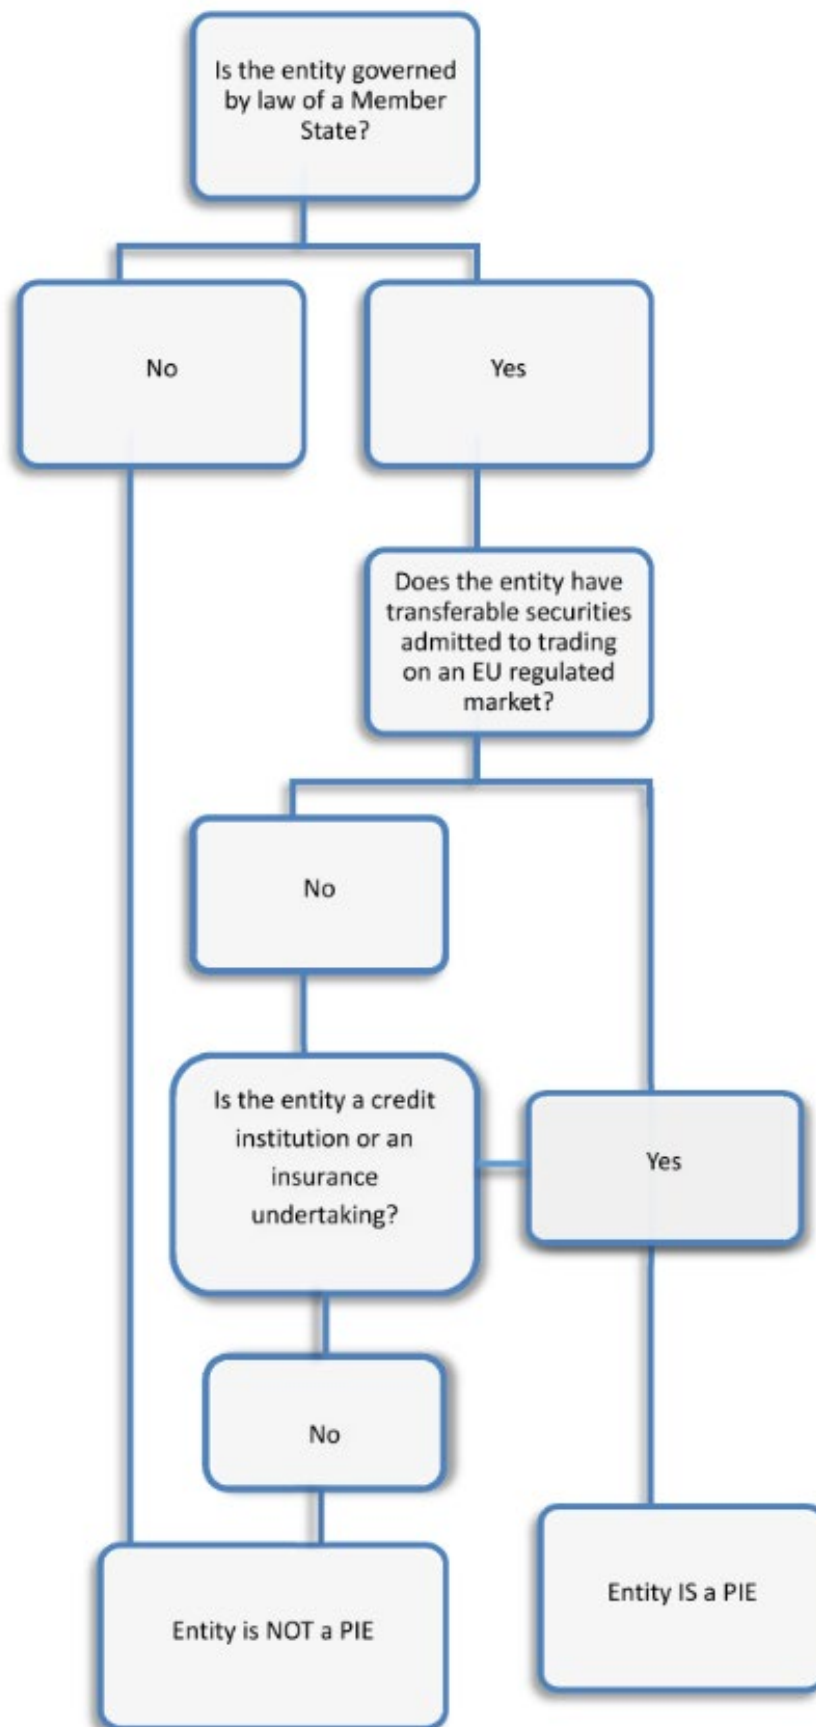 Is the entity governed
by law of a Member
State?
No
Yes
Does the entity have
transferable securities
admitted to trading
on an EU regulated
market?
No
Is the entity a credit
institution or an
insurance
undertaking?
Yes
No
Entity is NOT a PIE
Entity IS a PIE